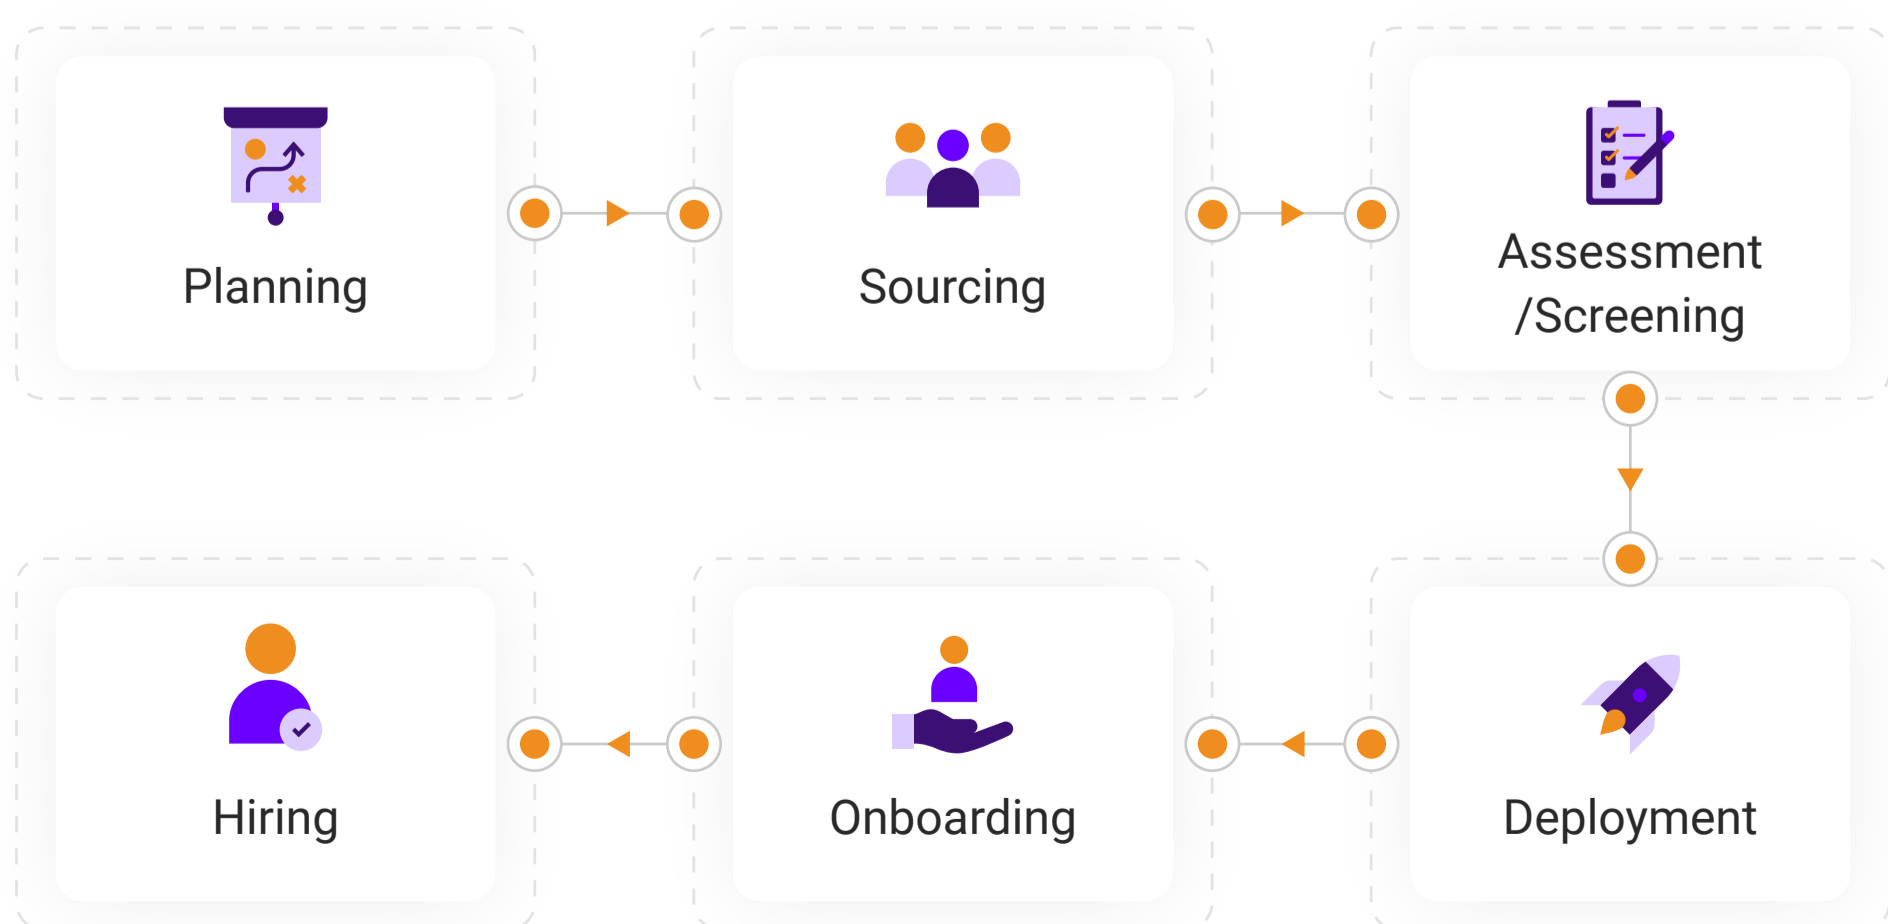 Planning
Sourcing
Assessment
/Screening
Hiring
Onboarding
Deployment